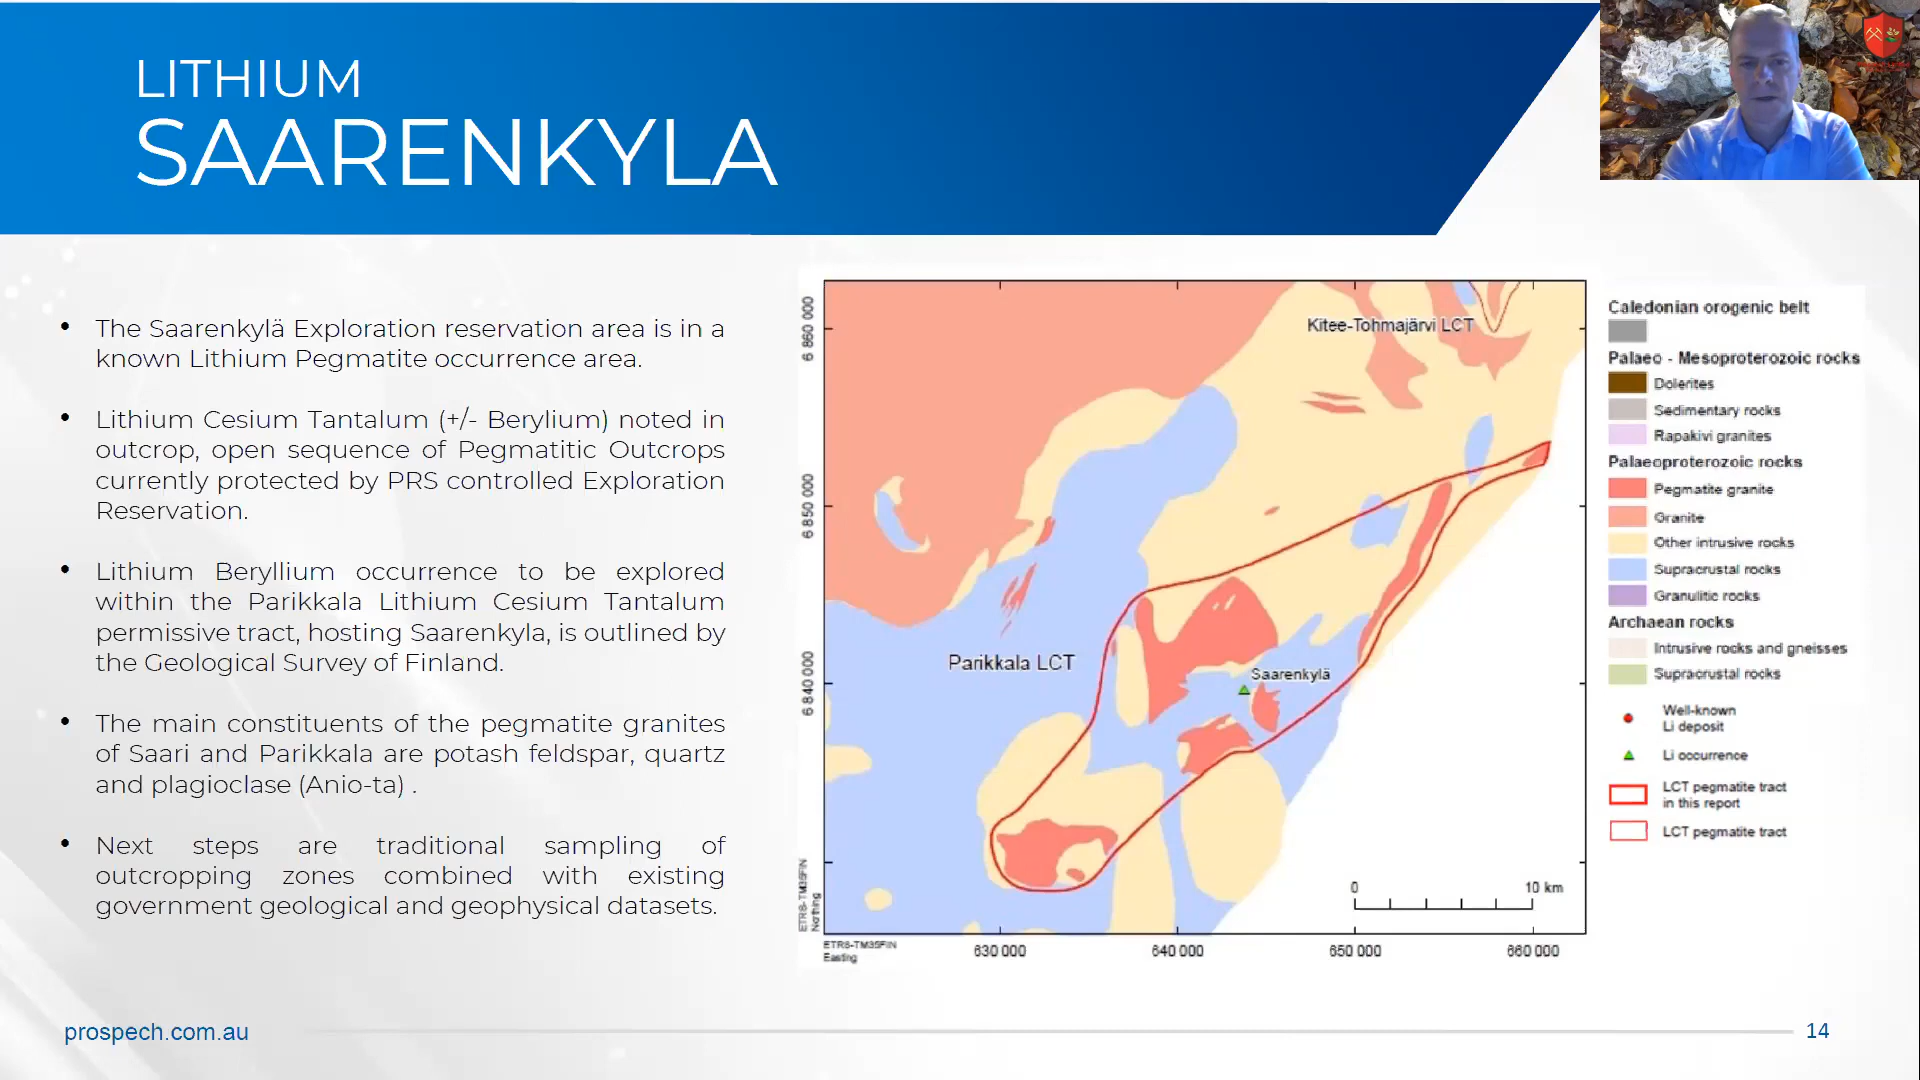 LITHIUM
SAARENKYLA
• The Saarenkylä Exploration reservation area is in a
known Lithium Pegmatite occurrence area.
• Lithium Cesium Tantalum (+/- Berylium) noted in
outcrop, open sequence of Pegmatitic Outcrops
currently protected by PRS controlled Exploration
Reservation.
• Lithium Beryllium occurrence to be explored
within the Parikkala Lithium Cesium Tantalum
permissive tract, hosting Saarenkyla, is outlined by
the Geological Survey of Finland.
• The main constituents of the pegmatite granites
of Saari and Parikkala are potash feldspar, quartz
and plagioclase (Anio-ta) .
• Next steps are traditional sampling of
outcropping zones combined with existing
government geological and geophysical datasets.
6 860 000
6 850 000
6 840 000
ETRS-TM35FIN
Northing
Kitee-Tohmajärvi LCT
Parikkala LCT
Saarenkylä
0 10 km
ETRS-TM35FIN
Easting
630 000 640 000 650 000 660 000
Caledonian orogenic belt
Palaeo - Mesoproterozoic rocks
Dolerites
Sedimentary rocks
Rapakivi granites
Palaeoproterozoic rocks
Pegmatite granite
Granite
Other intrusive rocks
Supracrustal rocks
Granulitic rocks
Archaean rocks
Intrusive rocks and gneisses
Supracrustal rocks
Well-known
Li deposit
Li occurrence
LCT pegmatite tract
in this report
LCT pegmatite tract
prospech.com.au
14